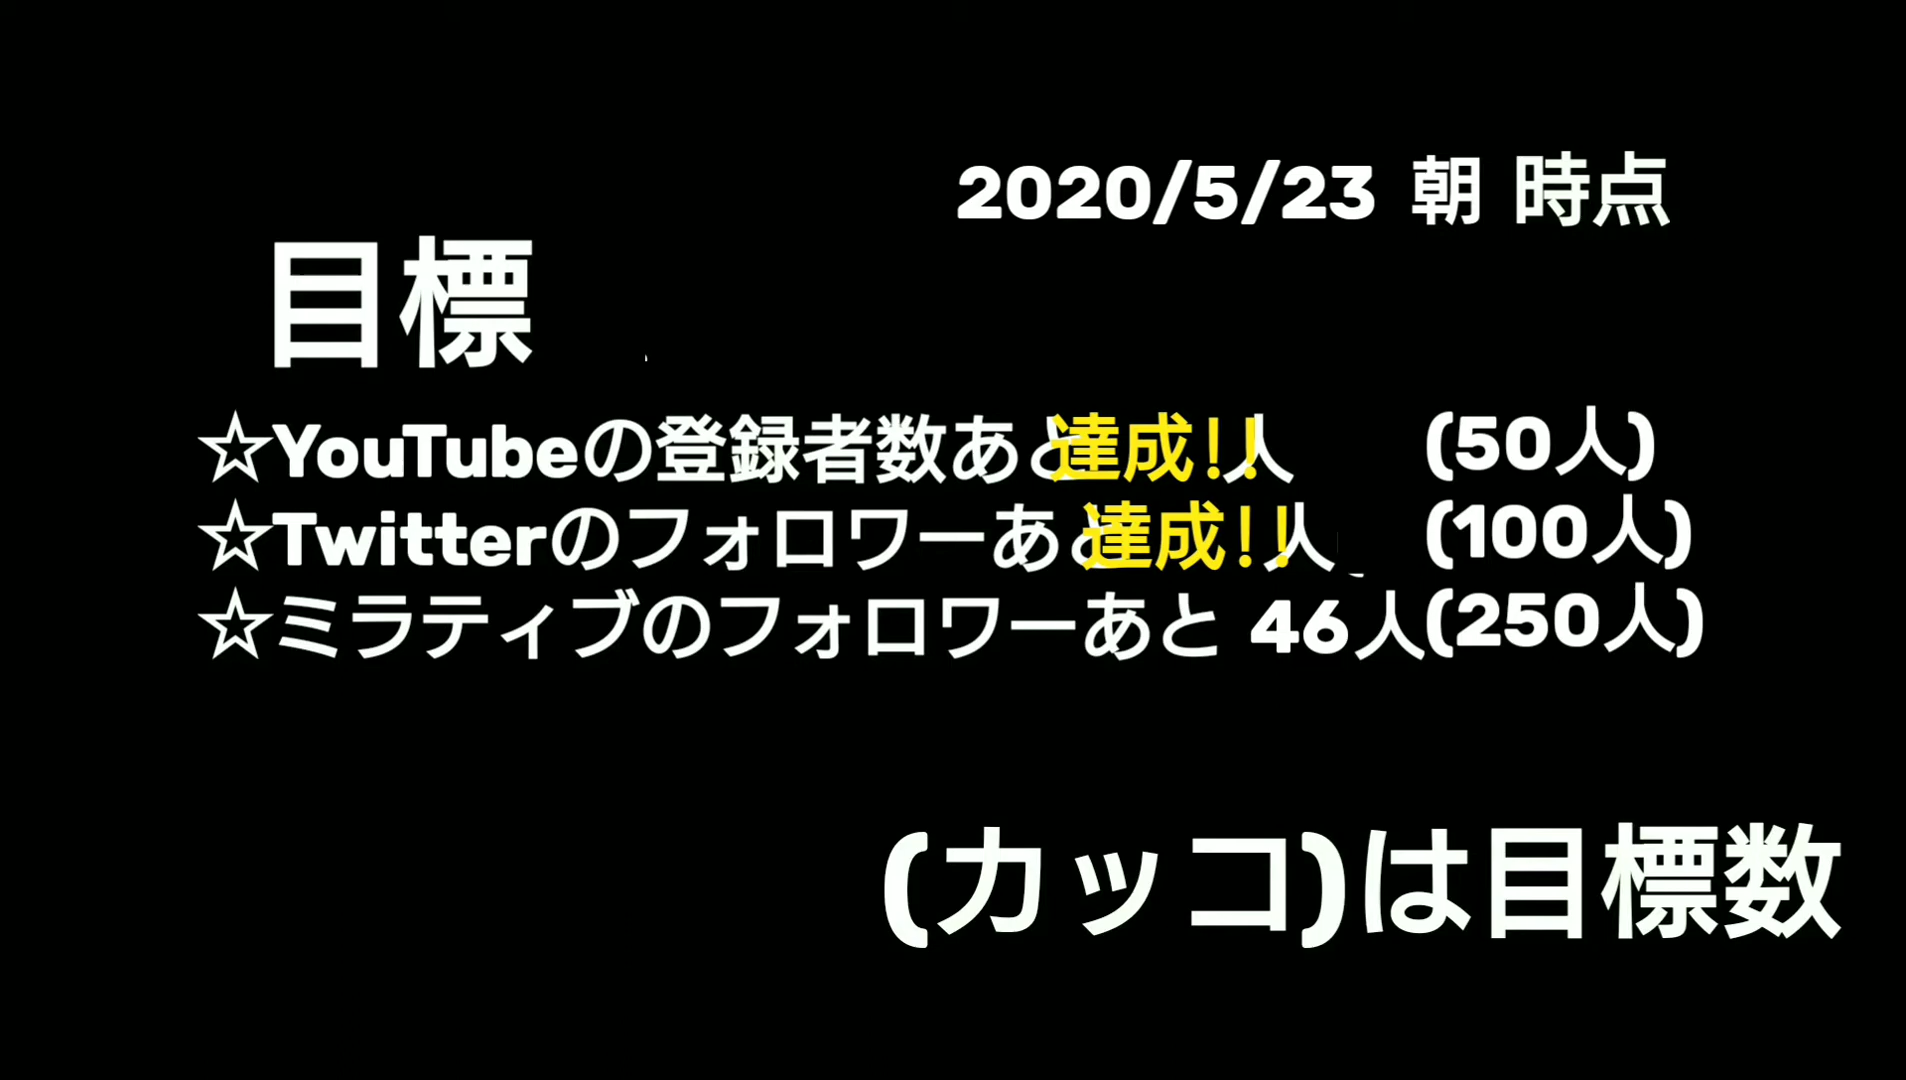 2020/5/23 朝 時点
目標
☆YouTubeの登録者数あと達成!!人 (50人)
☆Twitterのフォロワーあと達成!!人 (100人)
☆ミラティブのフォロワーあと 46人(250人)
(カッコ)は目標数